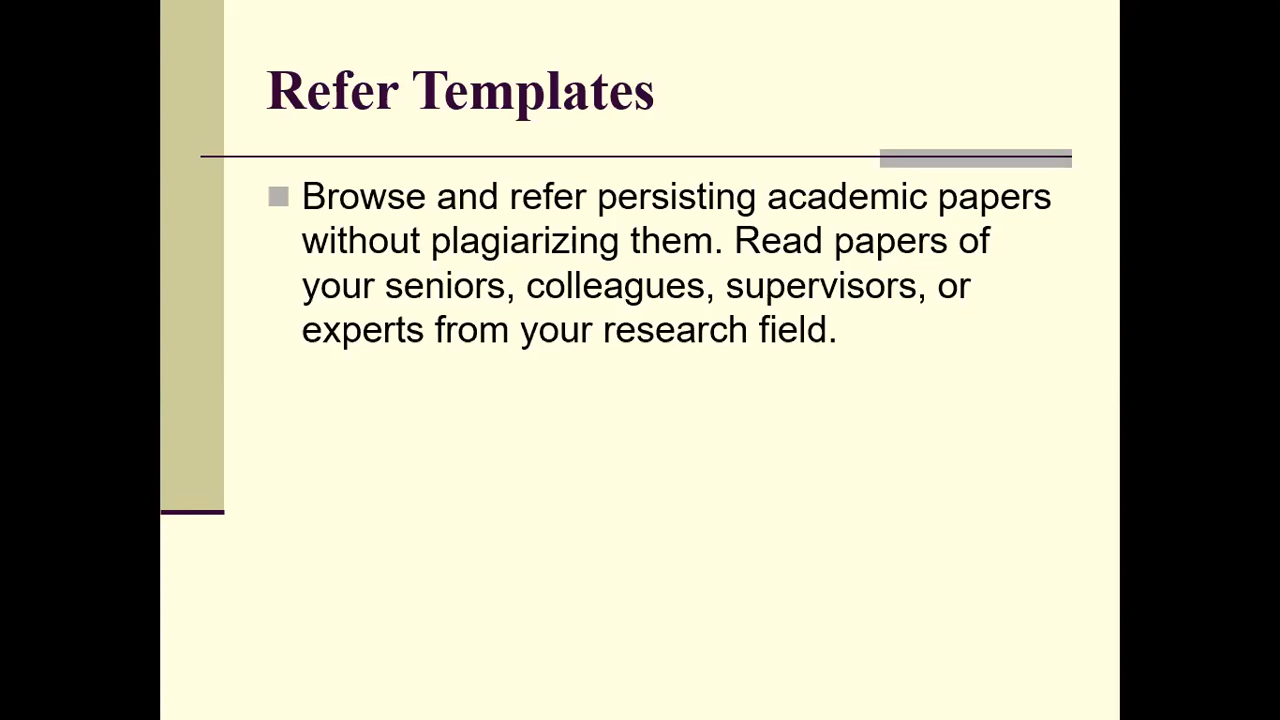 Refer Templates
Browse and refer persisting academic papers
without plagiarizing them. Read papers of
your seniors, colleagues, supervisors, or
experts from your research field.